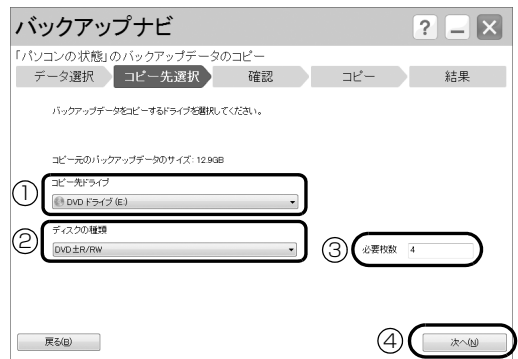 バックアップナビ ? － ×
「パソコンの状態」のバックアップデータのコピー
データ選択 コピー先選択 確認 コピー 結果
バックアップデータをコピーするドライブを選択してください。
コピー元のバックアップデータのサイズ: 12.9GB
① コピー先ドライブ
DVD ドライブ (E:)
② ディスクの種類
DVD±R/RW
③ 必要枚数 4
戻る(B) ④ 次へ(N)